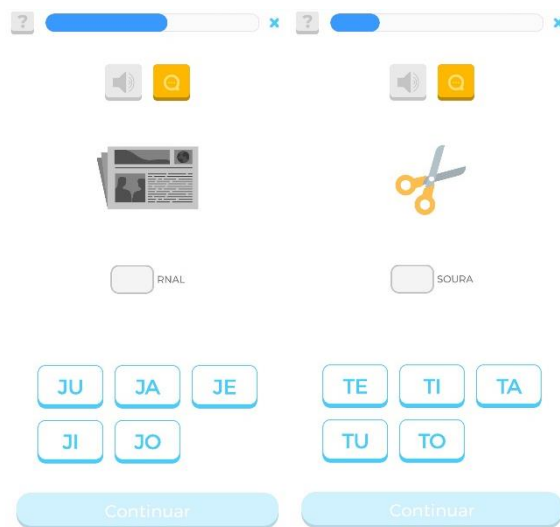 ?
x
RNAL
JU JA JE
JI JO
Continuar
?
x
SOURA
TE TI TA
TU TO
Continuar